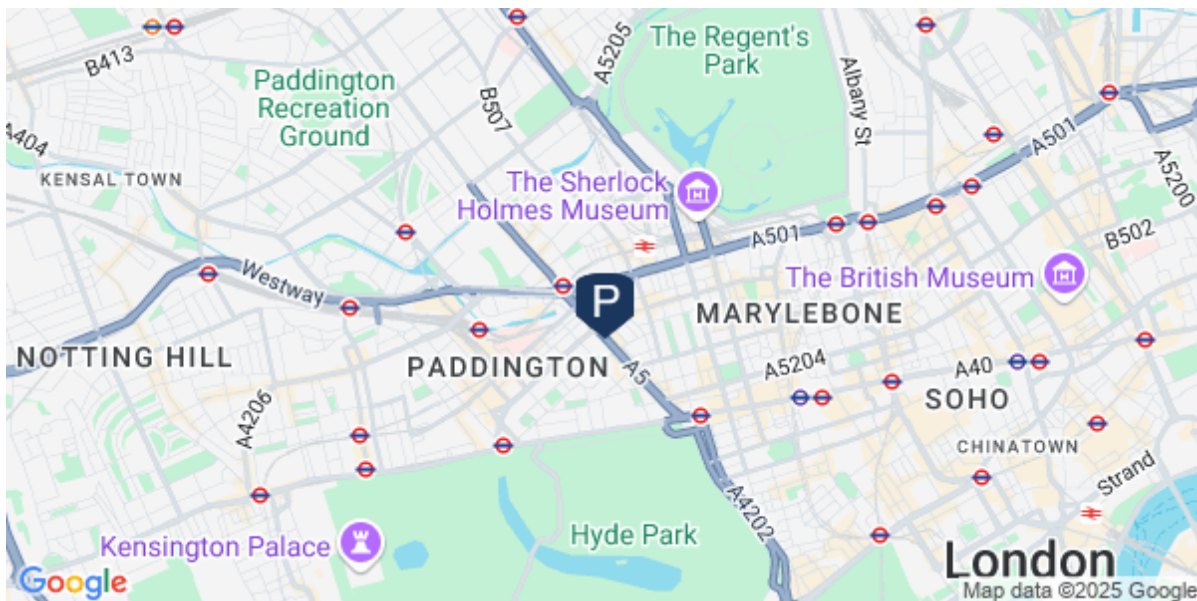 B413
A5205
The Regent's
Park
Paddington
Recreation
Ground
B507
Albany St
A404
A501
A5200
KENSAL TOWN
The Sherlock
Holmes Museum
A501
B502
Westway
The British Museum
P
MARYLEBONE
NOTTING HILL
PADDINGTON
A5
A5204
A40
SOHO
A4206
CHINATOWN
Strand
A4202
Hyde Park
Kensington Palace
London
Google
Map data ©2025 Google